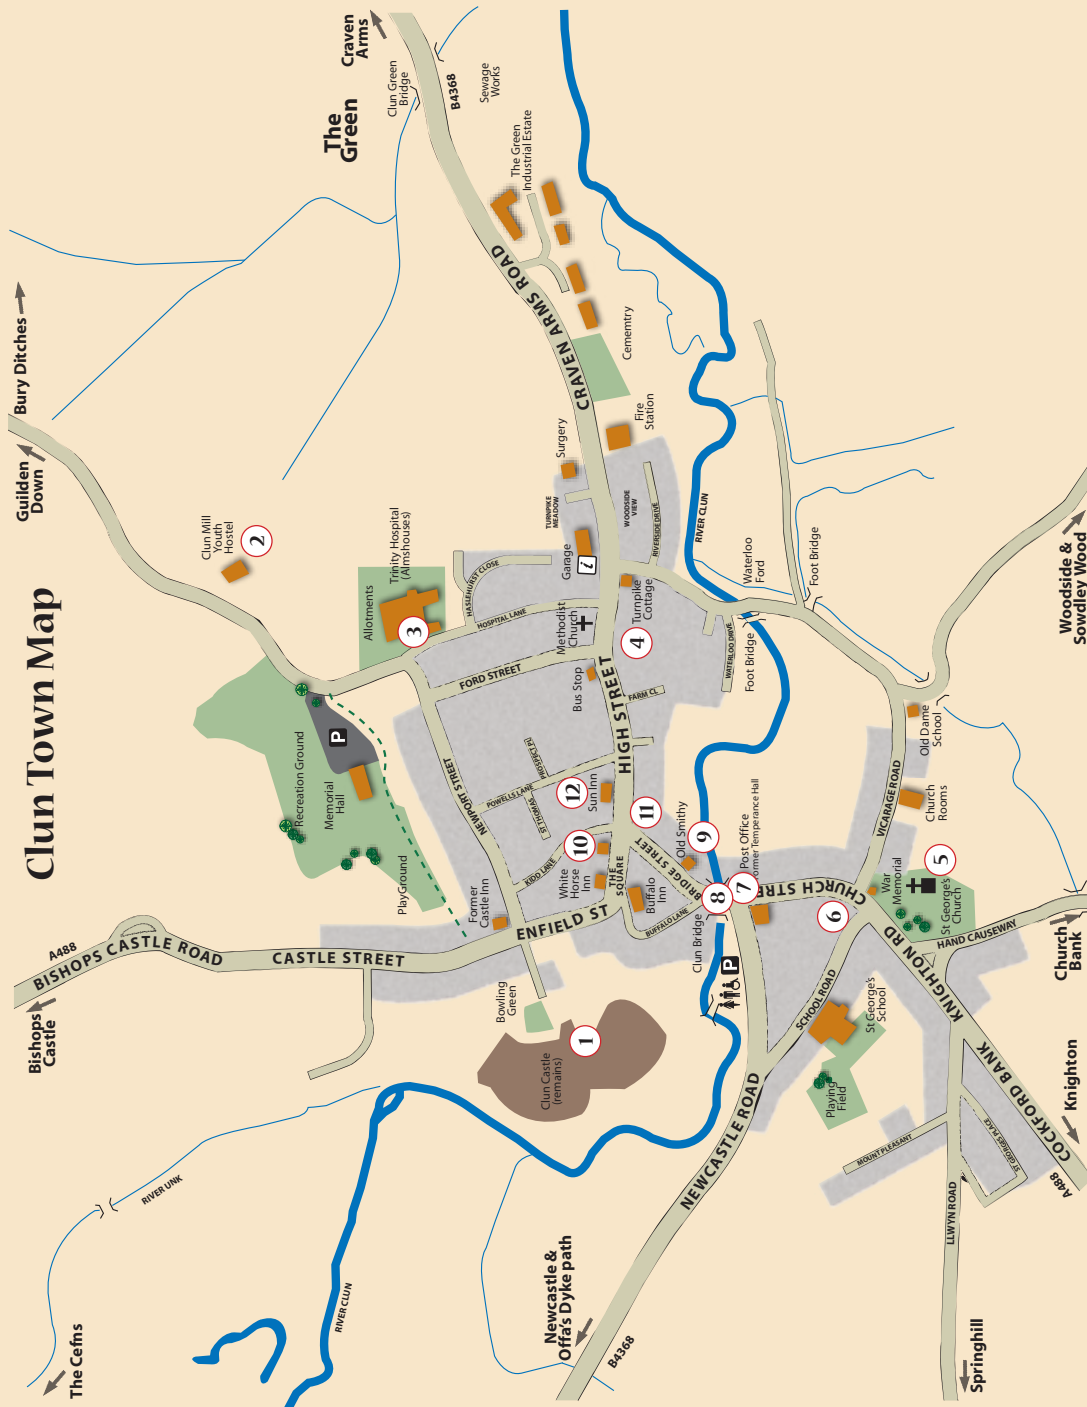 Clun Town Map
The Cefns
Bishops
Castle
A488
BISHOPS CASTLE ROAD
CASTLE STREET
Guilden
Down
Bury Ditches
The
Green
Craven
Arms
Clun Green
Bridge
B4368
Sewage
Works
The Green
Industrial Estate
CRAVEN ARMS ROAD
Cememtry
Fire
Station
Surgery
TURNPIKE
MEADOW
WOODSIDE
VIEW
RIVERSIDE DRIVE
RIVER CLUN
Clun Mill
Youth
Hostel
2
Allotments
Trinity Hospital
(Almshouses)
3
HASLEHURST CLOSE
HOSPITAL LANE
Garage
i
Methodist
Church
Turnpike
Cottage
4
FORD STREET
Bus Stop
HIGH STREET
FARM CL
WATERLOO DRIVE
Foot Bridge
Waterloo
Ford
Foot Bridge
Recreation Ground
Memorial
Hall
P
PlayGround
NEWPORT STREET
POWELLS LANE
PROSPECT PL
ST THOMAS
KIDD LANE
12
Sun Inn
11
10
White
Horse
Inn
THE
SQUARE
Former
Castle Inn
ENFIELD ST
Buffalo
Inn
BUFFALO LANE
BRIDGE STREET
Old Smithy
9
8
7
Post Office
Former Temperance Hall
Clun Bridge
P
CHURCH STREET
6
Bowling
Green
Clun Castle
(remains)
1
RIVER UNK
RIVER CLUN
Newcastle &
Offa's Dyke path
B4368
NEWCASTLE ROAD
SCHOOL ROAD
St George's
School
Playing
Field
War
Memorial
5
St George's
Church
VICARAGE ROAD
Church
Rooms
Old Dame
School
HAND CAUSEWAY
KNIGHTON RD
COCKFORD BANK
A488
MOUNT PLEASANT
ST GEORGES PLACE
LLWYN ROAD
Springhill
Knighton
Church
Bank
Woodside &
Sowdley Wood